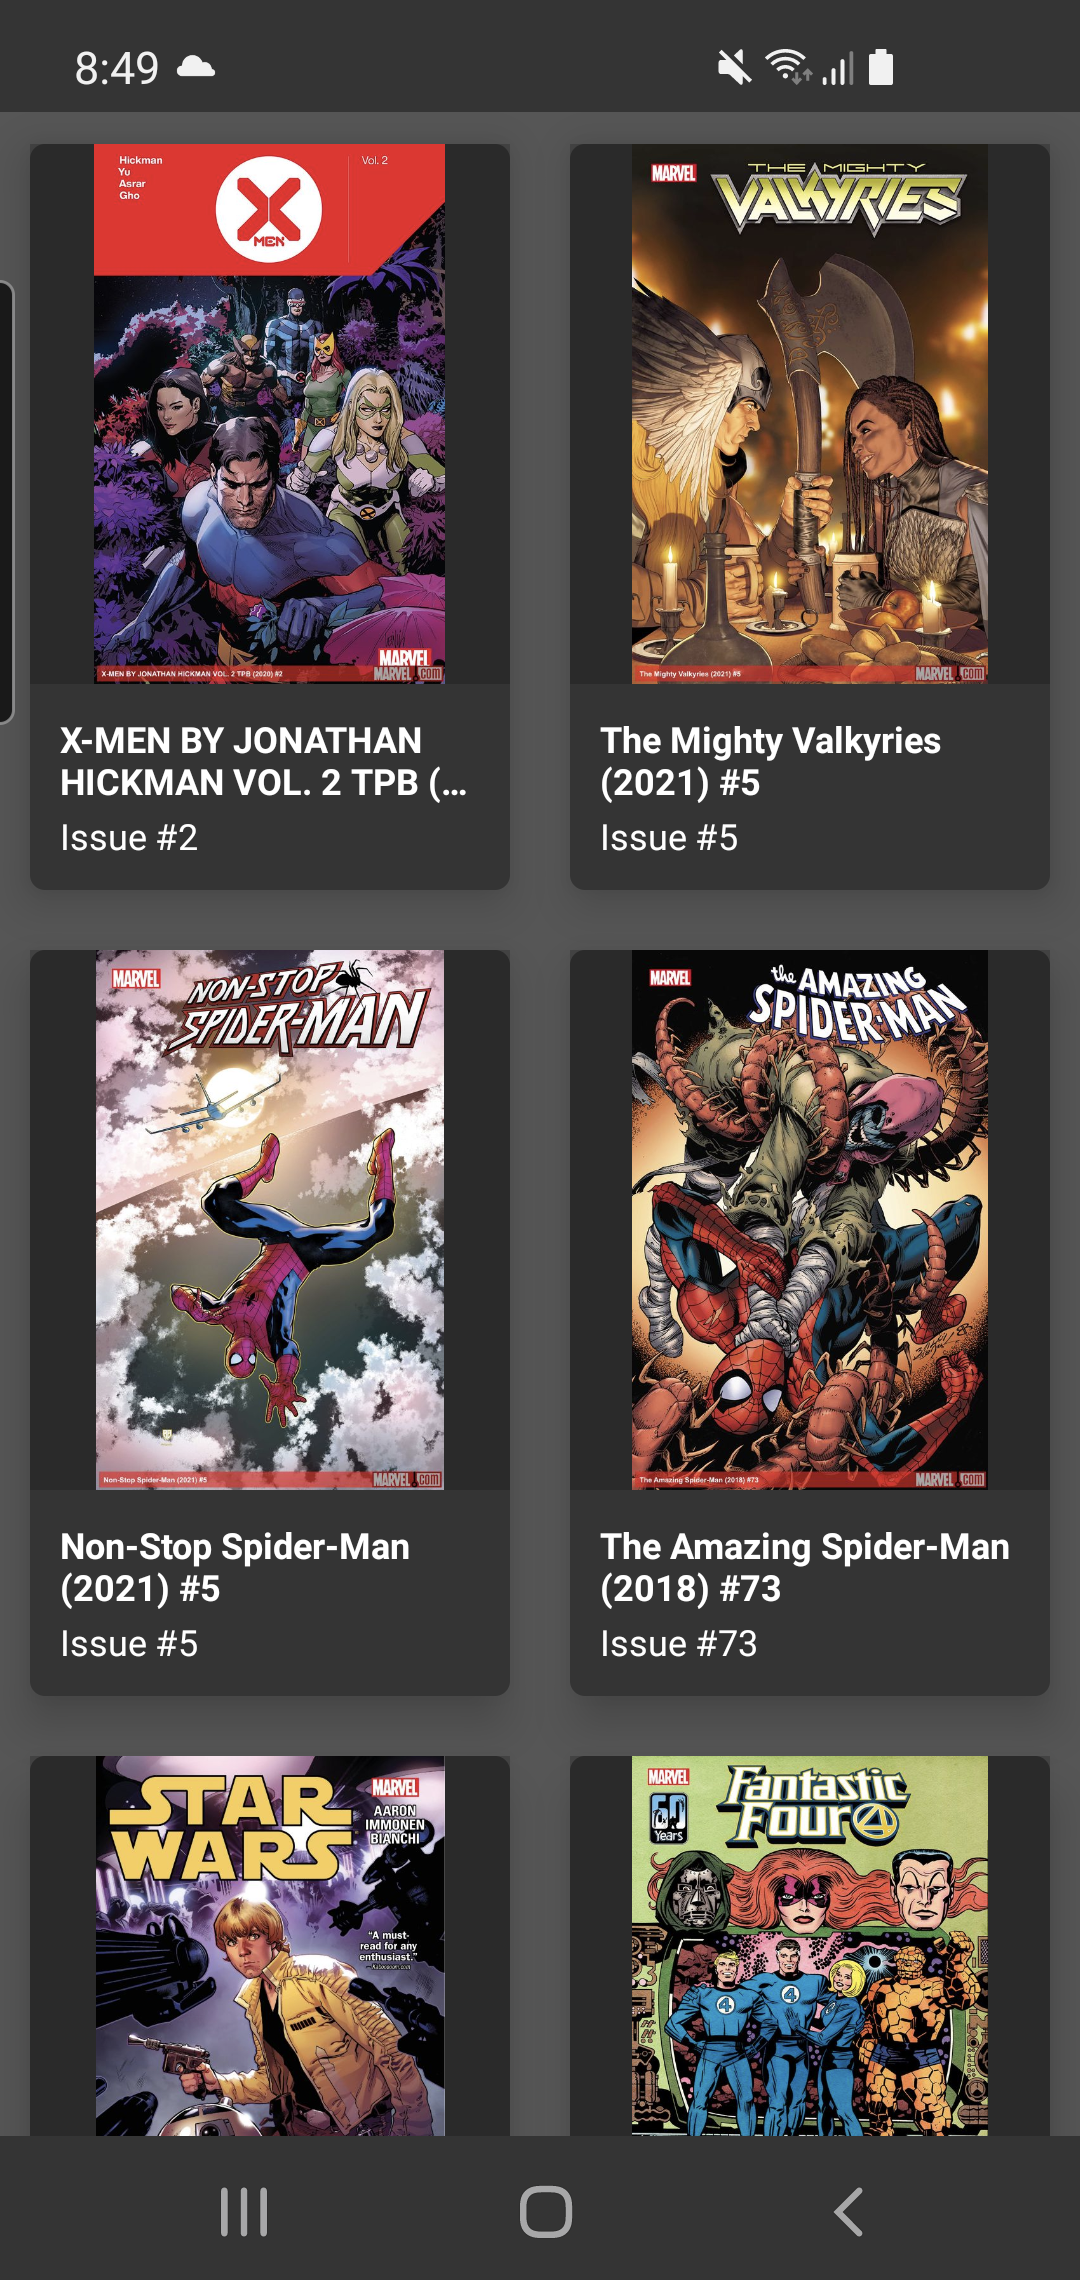 8:49
Hickman
Yu
Asrar
Gho
X
MEN
Vol. 2
MARVEL
X-MEN BY JONATHAN HICKMAN VOL. 2 TPB (2020) #2
MARVEL.com
X-MEN BY JONATHAN
HICKMAN VOL. 2 TPB (...
Issue #2
MARVEL
THE MIGHTY
VALKYRIES
The Mighty Valkyries (2021) #5
MARVEL.com
The Mighty Valkyries
(2021) #5
Issue #5
MARVEL
NON-STOP
SPIDER-MAN
Non-Stop Spider-Man (2021) #5
MARVEL.com
Non-Stop Spider-Man
(2021) #5
Issue #5
MARVEL
the AMAZING
SPIDER-MAN
The Amazing Spider-Man (2018) #73
MARVEL.com
The Amazing Spider-Man
(2018) #73
Issue #73
STAR
WARS
MARVEL
AARON
IMMONEN
BIANCHI
"A must-
read for any
enthusiast."
MARVEL
60
Years
Fantastic
Four 4
4
4